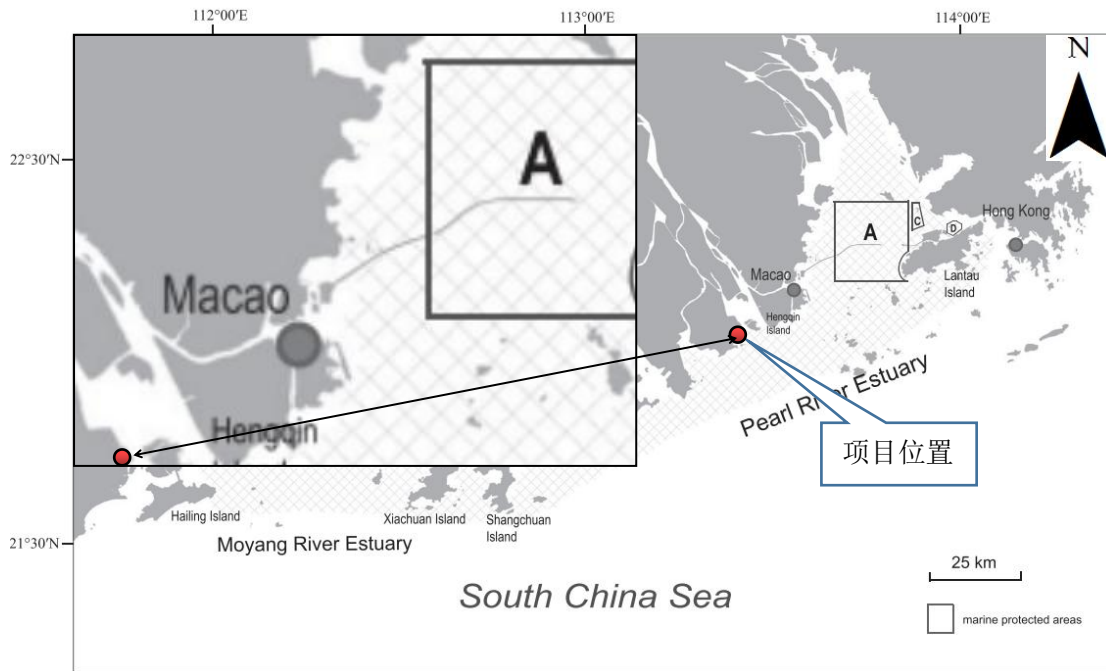 112°00′E
113°00′E
114°00′E
N
22°30′N
21°30′N
A
Macao
Hengqin
A
C
D
Hong Kong
Lantau
Island
Macao
Hengqin
Island
Pearl River Estuary
项目位置
Hailing Island
Xiachuan Island
Shangchuan
Island
Moyang River Estuary
South China Sea
25 km
marine protected areas